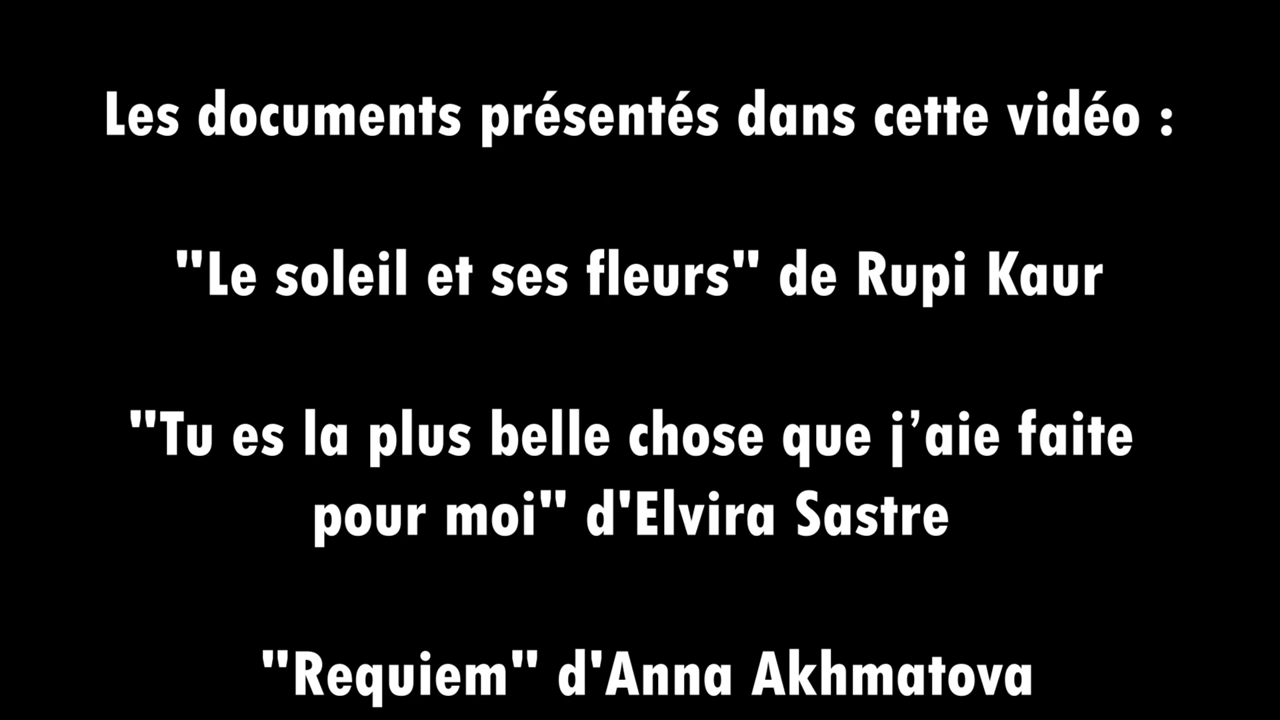 Les documents présentés dans cette vidéo :
"Le soleil et ses fleurs" de Rupi Kaur
"Tu es la plus belle chose que j’aie faite
pour moi" d'Elvira Sastre
"Requiem" d'Anna Akhmatova